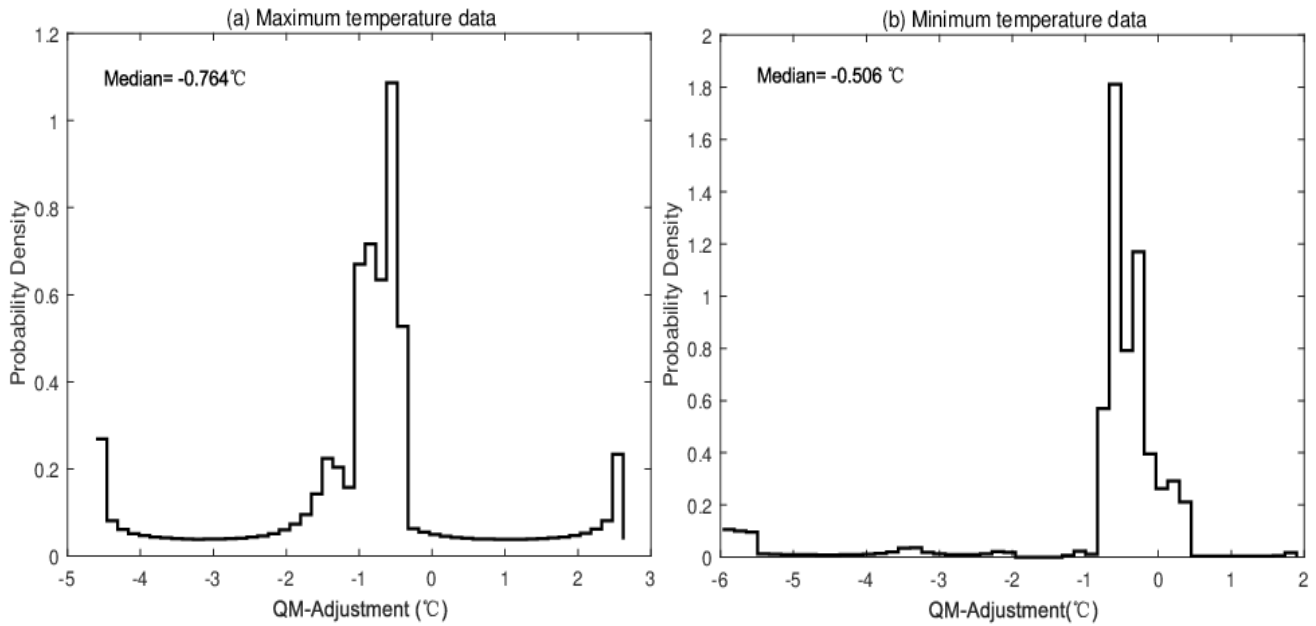 (a) Maximum temperature data
Median= -0.764℃
Probability Density
1.2
1
0.8
0.6
0.4
0.2
0
-5 -4 -3 -2 -1 0 1 2 3
QM-Adjustment (℃)
(b) Minimum temperature data
Median= -0.506 ℃
Probability Density
2
1.8
1.6
1.4
1.2
1
0.8
0.6
0.4
0.2
0
-6 -5 -4 -3 -2 -1 0 1 2
QM-Adjustment(℃)